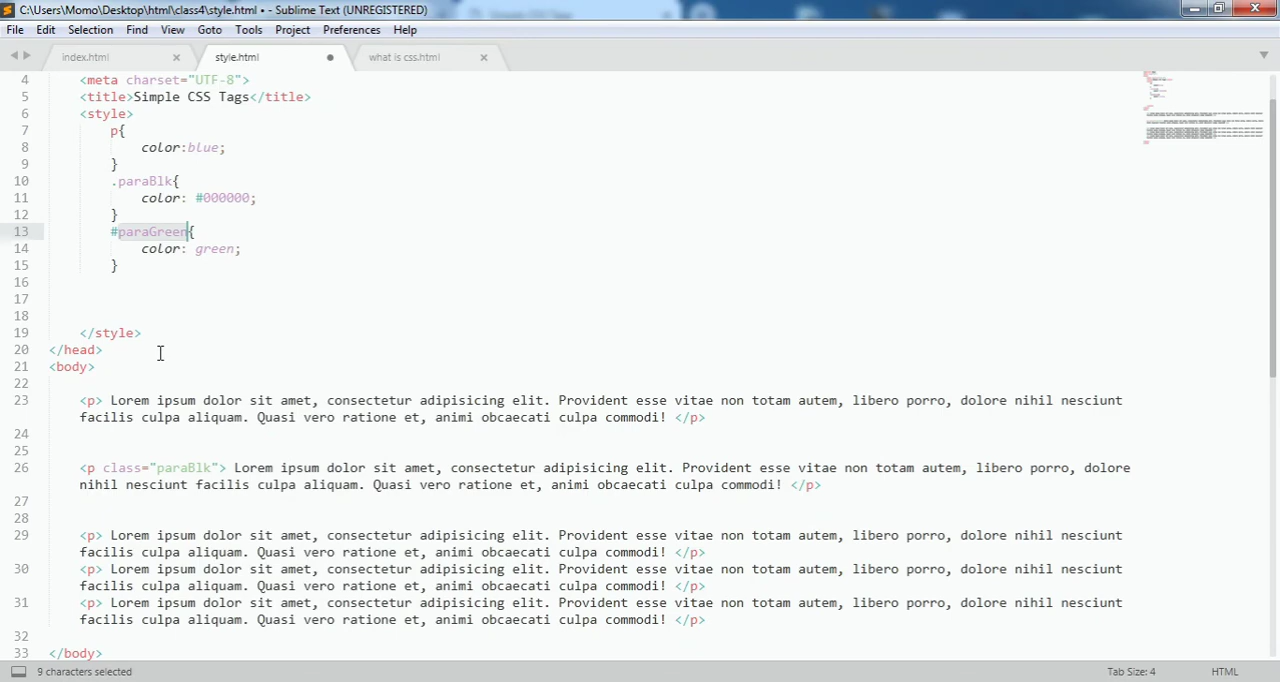 C:\Users\Momo\Desktop\html\class4\style.html • - Sublime Text (UNREGISTERED)
File Edit Selection Find View Goto Tools Project Preferences Help
index.html × style.html what is css.html ×
4 <meta charset="UTF-8">
5 <title>Simple CSS Tags</title>
6 <style>
7 p{
8 color:blue;
9 }
10 .paraBlk{
11 color: #000000;
12 }
13 #paraGreen{
14 color: green;
15 }
16
17
18
19 </style>
20 </head>
21 <body>
22
23 <p> Lorem ipsum dolor sit amet, consectetur adipisicing elit. Provident esse vitae non totam autem, libero porro, dolore nihil nesciunt
facilis culpa aliquam. Quasi vero ratione et, animi obcaecati culpa commodi! </p>
24
25
26 <p class="paraBlk"> Lorem ipsum dolor sit amet, consectetur adipisicing elit. Provident esse vitae non totam autem, libero porro, dolore
nihil nesciunt facilis culpa aliquam. Quasi vero ratione et, animi obcaecati culpa commodi! </p>
27
28
29 <p> Lorem ipsum dolor sit amet, consectetur adipisicing elit. Provident esse vitae non totam autem, libero porro, dolore nihil nesciunt
facilis culpa aliquam. Quasi vero ratione et, animi obcaecati culpa commodi! </p>
30 <p> Lorem ipsum dolor sit amet, consectetur adipisicing elit. Provident esse vitae non totam autem, libero porro, dolore nihil nesciunt
facilis culpa aliquam. Quasi vero ratione et, animi obcaecati culpa commodi! </p>
31 <p> Lorem ipsum dolor sit amet, consectetur adipisicing elit. Provident esse vitae non totam autem, libero porro, dolore nihil nesciunt
facilis culpa aliquam. Quasi vero ratione et, animi obcaecati culpa commodi! </p>
32
33 </body>
9 characters selected Tab Size: 4 HTML